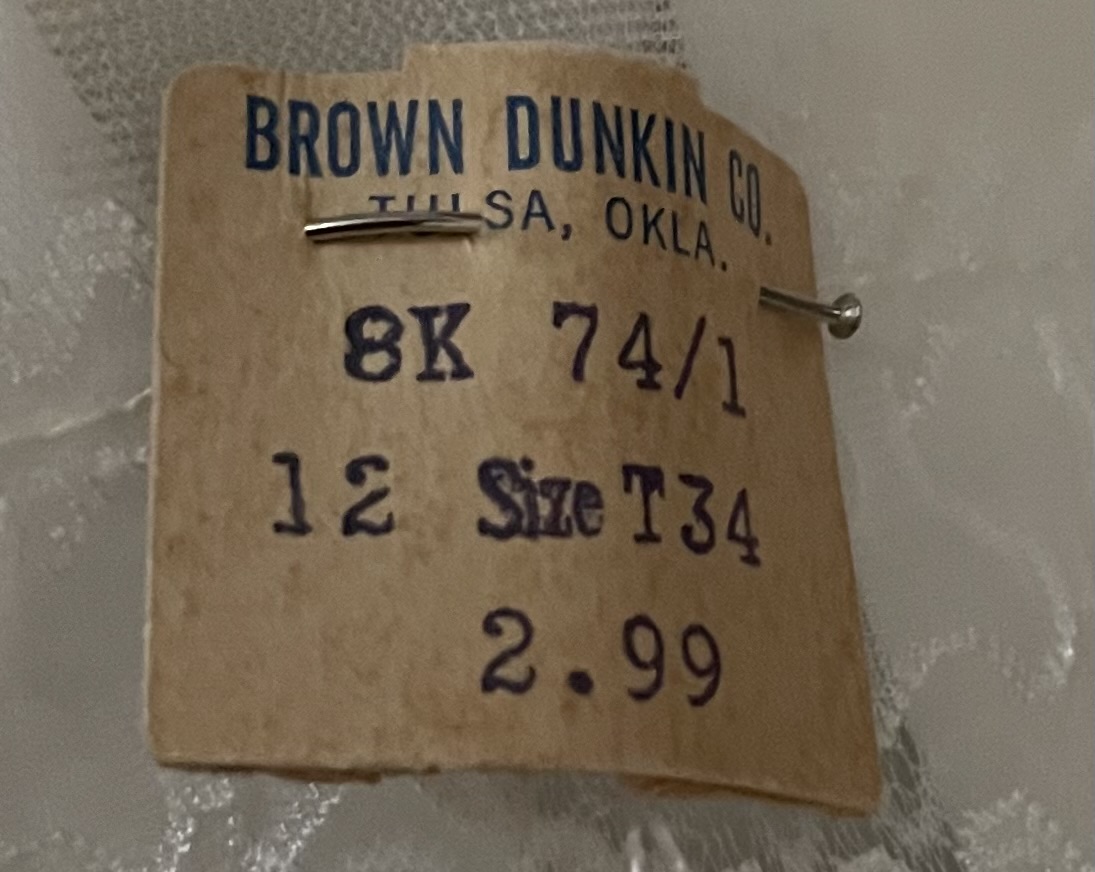 BROWN DUNKIN CO.
TULSA, OKLA.
8K 74/1
12 Size T34
2.99